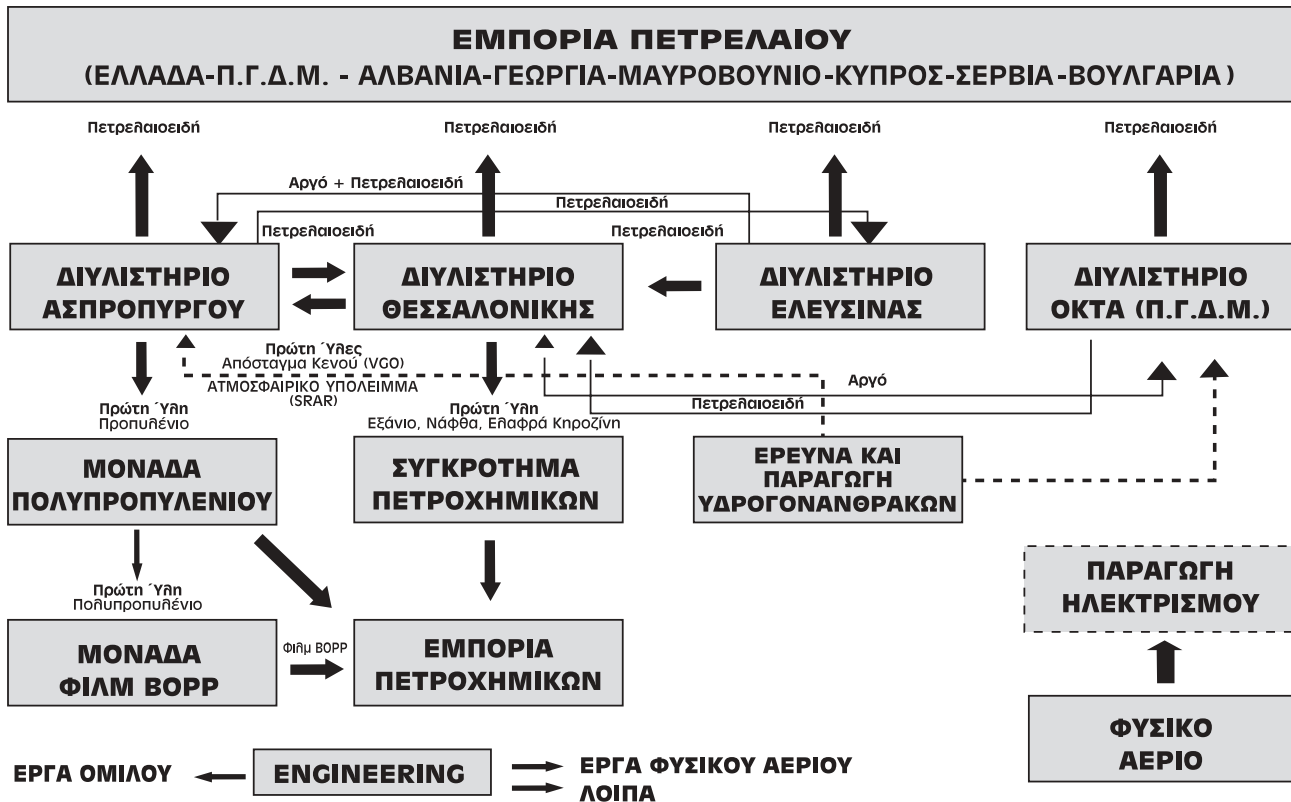 ΕΜΠΟΡΙΑ ΠΕΤΡΕΛΑΙΟΥ
(ΕΛΛΑΔΑ-Π.Γ.Δ.Μ. - ΑΛΒΑΝΙΑ-ΓΕΩΡΓΙΑ-ΜΑΥΡΟΒΟΥΝΙΟ-ΚΥΠΡΟΣ-ΣΕΡΒΙΑ-ΒΟΥΛΓΑΡΙΑ)
Πετρελαιοειδή
Πετρελαιοειδή
Πετρελαιοειδή
Πετρελαιοειδή
Αργό + Πετρελαιοειδή
Πετρελαιοειδή
Πετρελαιοειδή
Πετρελαιοειδή
ΔΙΥΛΙΣΤΗΡΙΟ
ΑΣΠΡΟΠΥΡΓΟΥ
ΔΙΥΛΙΣΤΗΡΙΟ
ΘΕΣΣΑΛΟΝΙΚΗΣ
ΔΙΥΛΙΣΤΗΡΙΟ
ΕΛΕΥΣΙΝΑΣ
ΔΙΥΛΙΣΤΗΡΙΟ
ΟΚΤΑ (Π.Γ.Δ.Μ.)
Πρώτη Ύλες
Απόσταγμα Κενού (VGO)
ΑΤΜΟΣΦΑΙΡΙΚΟ ΥΠΟΛΕΙΜΜΑ
(SRAR)
Αργό
Πετρελαιοειδή
Πρώτη Ύλη
Προπυλένιο
Πρώτη Ύλη
Εξάνιο, Νάφθα, Ελαφρά Κηροζίνη
ΜΟΝΑΔΑ
ΠΟΛΥΠΡΟΠΥΛΕΝΙΟΥ
ΣΥΓΚΡΟΤΗΜΑ
ΠΕΤΡΟΧΗΜΙΚΩΝ
ΕΡΕΥΝΑ ΚΑΙ
ΠΑΡΑΓΩΓΗ
ΥΔΡΟΓΟΝΑΝΘΡΑΚΩΝ
Πρώτη Ύλη
Πολυπροπυλένιο
ΠΑΡΑΓΩΓΗ
ΗΛΕΚΤΡΙΣΜΟΥ
ΜΟΝΑΔΑ
ΦΙΛΜ BOPP
Φιλμ BOPP
ΕΜΠΟΡΙΑ
ΠΕΤΡΟΧΗΜΙΚΩΝ
ΦΥΣΙΚΟ
ΑΕΡΙΟ
ΕΡΓΑ ΟΜΙΛΟΥ
ENGINEERING
ΕΡΓΑ ΦΥΣΙΚΟΥ ΑΕΡΙΟΥ
ΛΟΙΠΑ